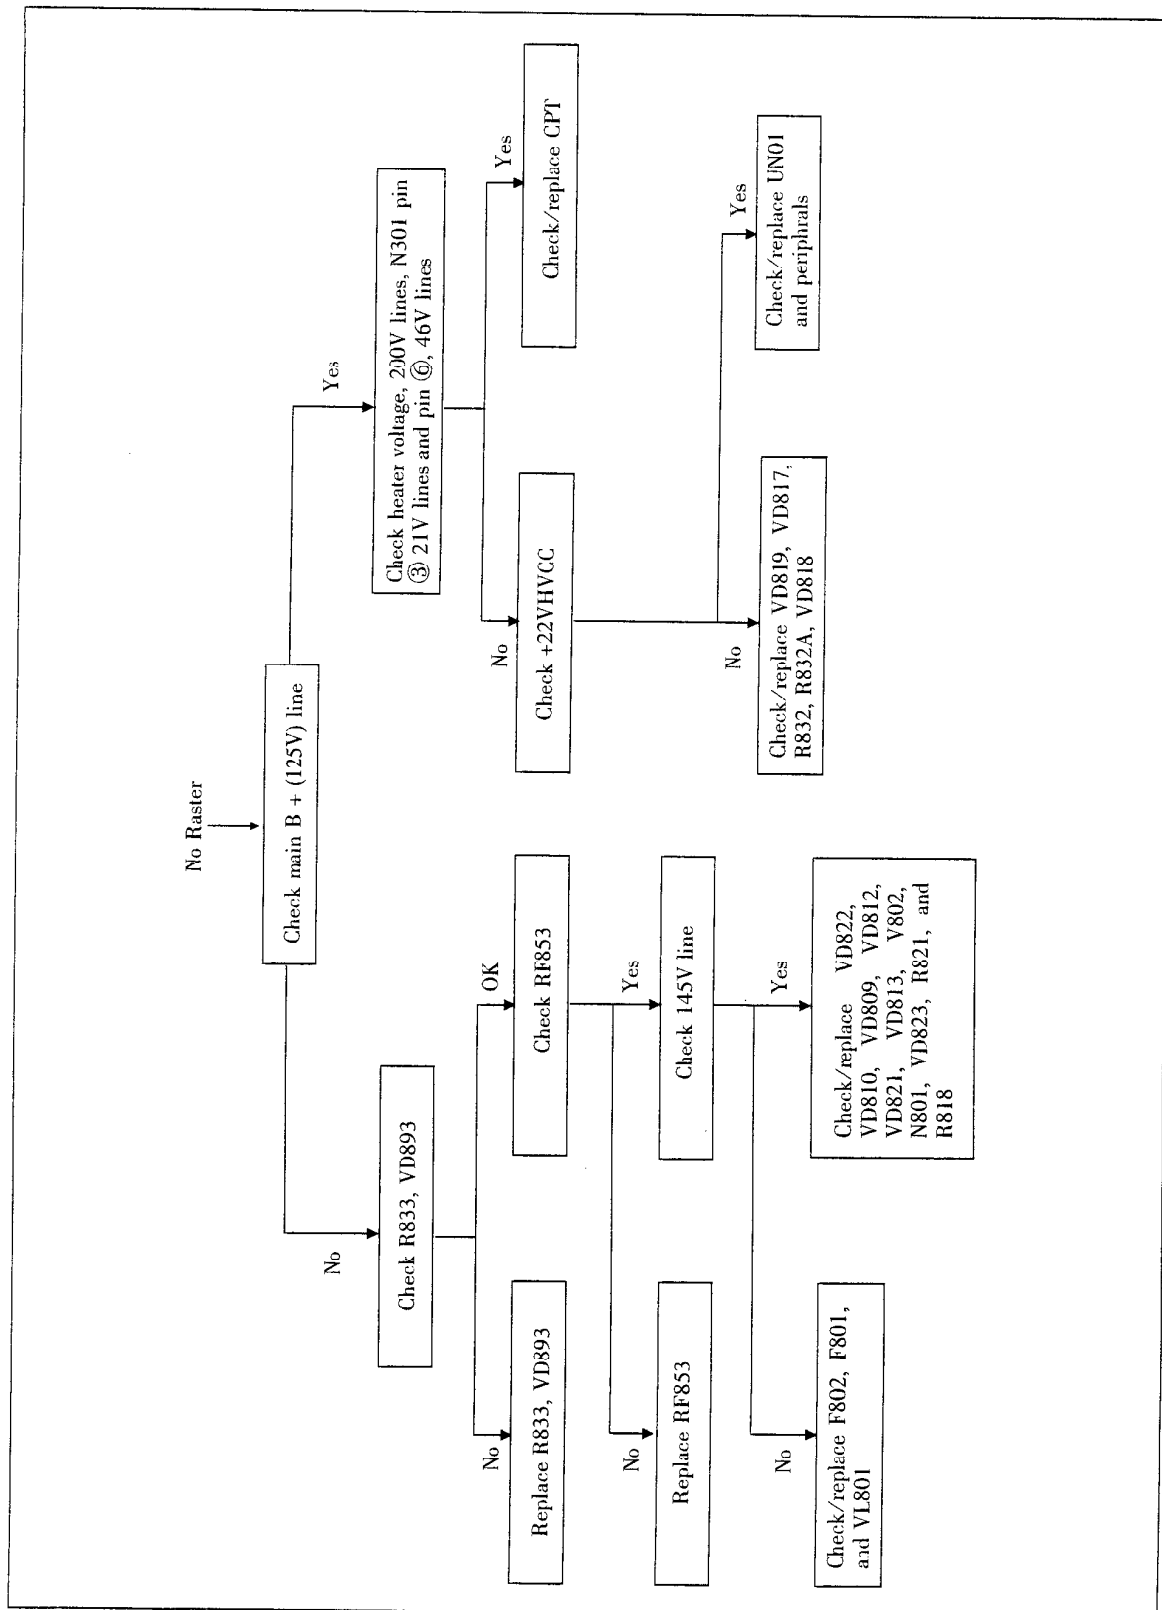 No Raster
Check main B + (125V) line
No
Yes
Check R833, VD893
Check heater voltage, 200V lines, N301 pin
③ 21V lines and pin ⑥, 46V lines
No
OK
No
Yes
Replace R833, VD893
Check RF853
Check +22VHVCC
Check/replace CPT
No
Yes
Replace RF853
Check 145V line
No
Yes
No
Yes
Check/replace F802, F801,
and VL801
Check/replace VD822,
VD810, VD809, VD812,
VD821, VD813, V802,
N801, VD823, R821, and
R818
Check/replace VD819, VD817,
R832, R832A, VD818
Check/replace UN01
and periphrals